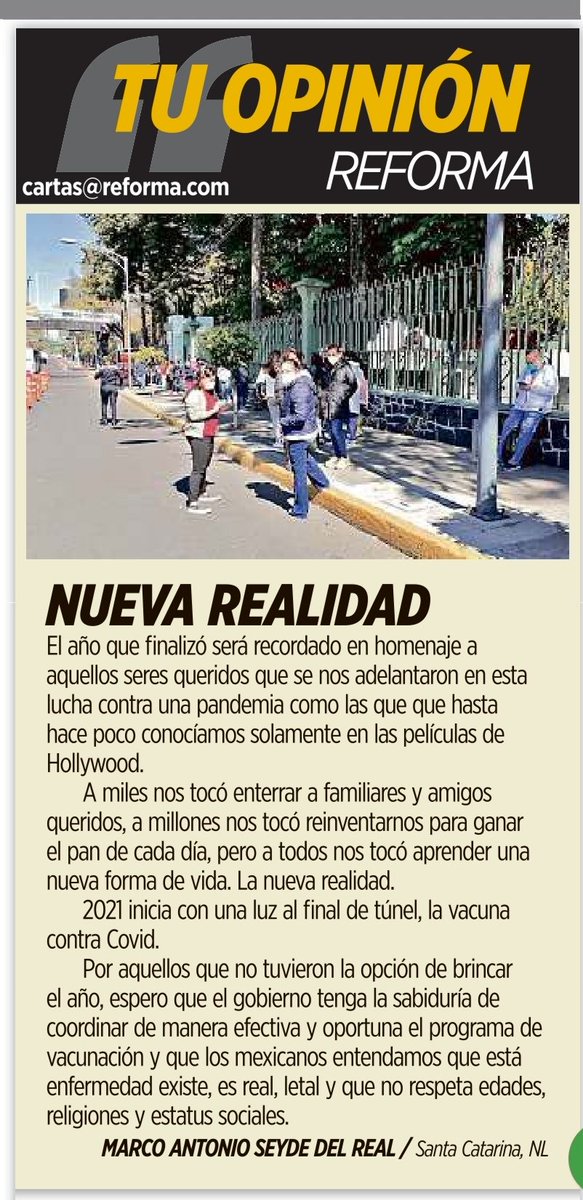 TU OPINIÓN
REFORMA
cartas@reforma.com
NUEVA REALIDAD
El año que finalizó será recordado en homenaje a
aquellos seres queridos que se nos adelantaron en esta
lucha contra una pandemia como las que que hasta
hace poco conocíamos solamente en las películas de
Hollywood.
A miles nos tocó enterrar a familiares y amigos
queridos, a millones nos tocó reinventarnos para ganar
el pan de cada día, pero a todos nos tocó aprender una
nueva forma de vida. La nueva realidad.
2021 inicia con una luz al final de túnel, la vacuna
contra Covid.
Por aquellos que no tuvieron la opción de brincar
el año, espero que el gobierno tenga la sabiduría de
coordinar de manera efectiva y oportuna el programa de
vacunación y que los mexicanos entendamos que está
enfermedad existe, es real, letal y que no respeta edades,
religiones y estatus sociales.
MARCO ANTONIO SEYDE DEL REAL / Santa Catarina, NL